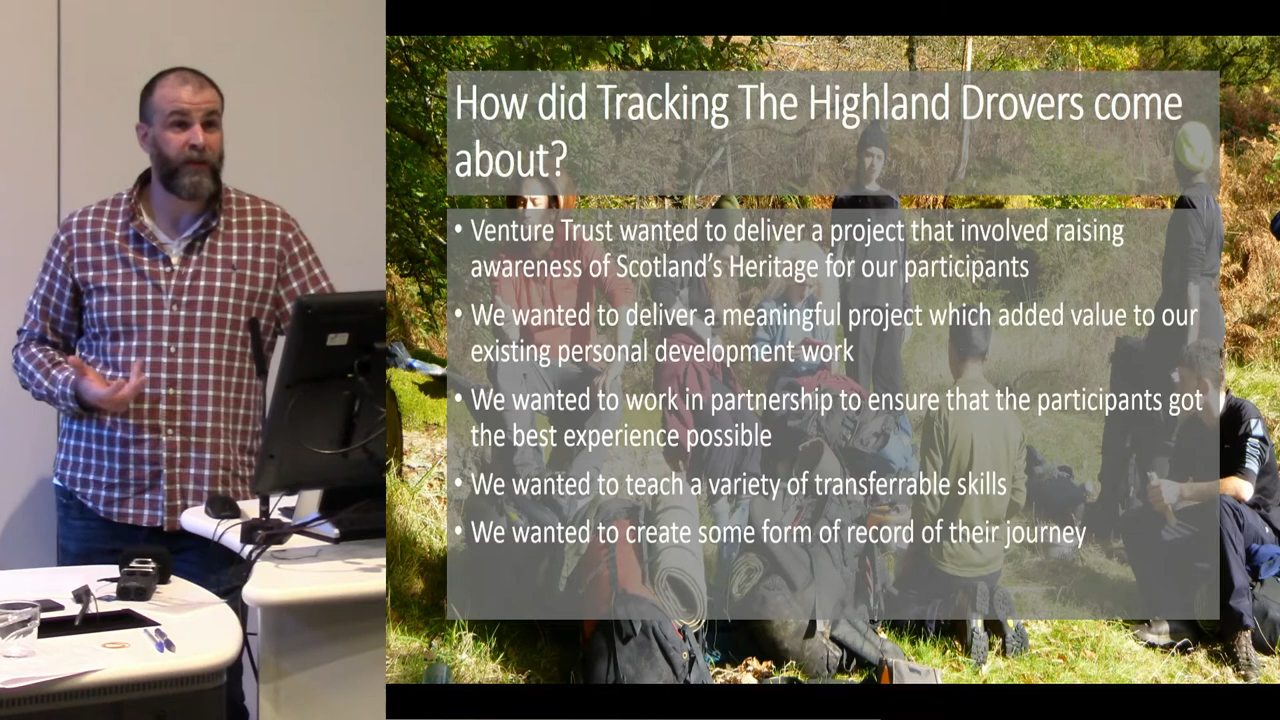 How did Tracking The Highland Drovers come
about?
• Venture Trust wanted to deliver a project that involved raising
awareness of Scotland's Heritage for our participants
• We wanted to deliver a meaningful project which added value to our
existing personal development work
• We wanted to work in partnership to ensure that the participants got
the best experience possible
• We wanted to teach a variety of transferrable skills
• We wanted to create some form of record of their journey